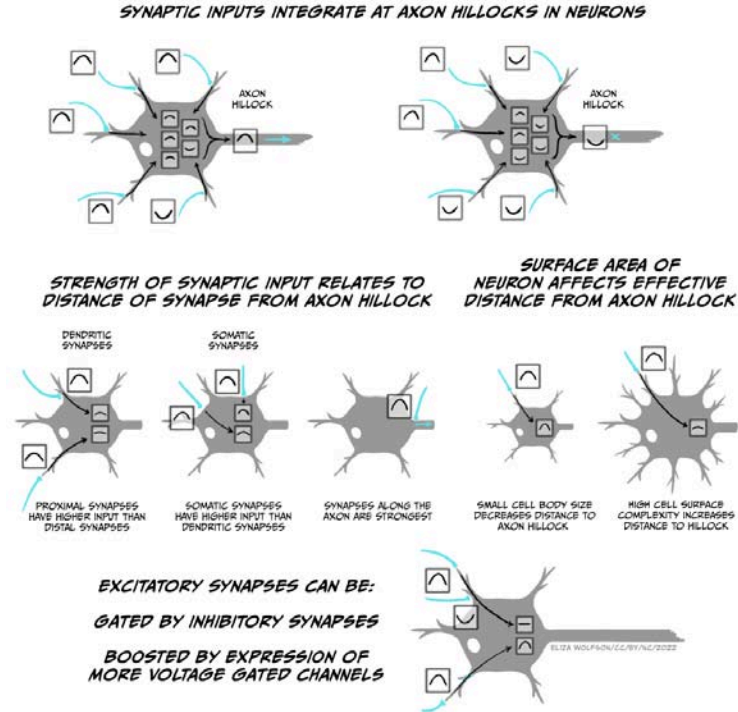 SYNAPTIC INPUTS INTEGRATE AT AXON HILLOCKS IN NEURONS
AXON
HILLOCK
AXON
HILLOCK
STRENGTH OF SYNAPTIC INPUT RELATES TO
DISTANCE OF SYNAPSE FROM AXON HILLOCK
SURFACE AREA OF
NEURON AFFECTS EFFECTIVE
DISTANCE FROM AXON HILLOCK
DENDRITIC
SYNAPSES
SOMATIC
SYNAPSES
PROXIMAL SYNAPSES
HAVE HIGHER INPUT THAN
DISTAL SYNAPSES
SOMATIC SYNAPSES
HAVE HIGHER INPUT THAN
DENDRITIC SYNAPSES
SYNAPSES ALONG THE
AXON ARE STRONGEST
SMALL CELL BODY SIZE
DECREASES DISTANCE TO
AXON HILLOCK
HIGH CELL SURFACE
COMPLEXITY INCREASES
DISTANCE TO HILLOCK
EXCITATORY SYNAPSES CAN BE:
GATED BY INHIBITORY SYNAPSES
BOOSTED BY EXPRESSION OF
MORE VOLTAGE GATED CHANNELS
ELIZA WOLFSON/CC/BY/NC/2022